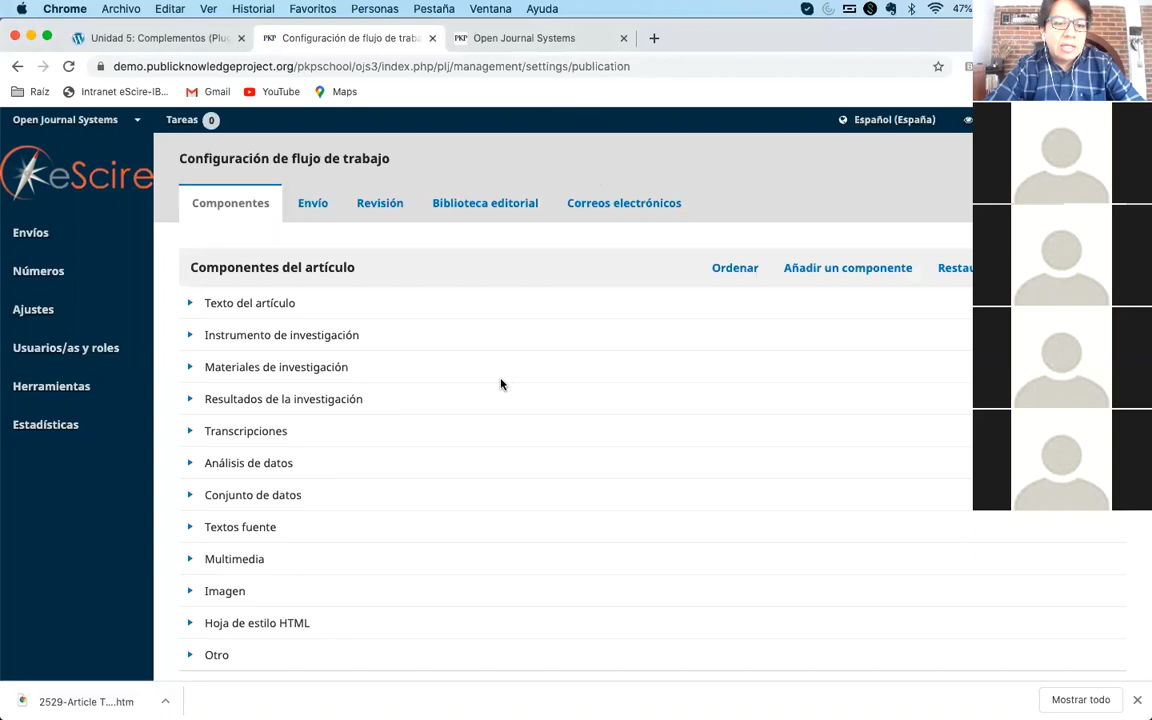 Chrome Archivo Editar Ver Historial Favoritos Personas Pestaña Ventana Ayuda 47%
Unidad 5: Complementos (Plu
PKP Configuración de flujo de traba
PKP Open Journal Systems
demo.publicknowledgeproject.org/pkpschool/ojs3/index.php/plj/management/settings/publication
Raíz Intranet eScire-IB... Gmail YouTube Maps
Open Journal Systems Tareas 0 Español (España)
eScire
Configuración de flujo de trabajo
Componentes Envío Revisión Biblioteca editorial Correos electrónicos
Envíos
Números
Ajustes
Usuarios/as y roles
Herramientas
Estadísticas
Componentes del artículo Ordenar Añadir un componente Restau
Texto del artículo
Instrumento de investigación
Materiales de investigación
Resultados de la investigación
Transcripciones
Análisis de datos
Conjunto de datos
Textos fuente
Multimedia
Imagen
Hoja de estilo HTML
Otro
2529-Article T....htm Mostrar todo